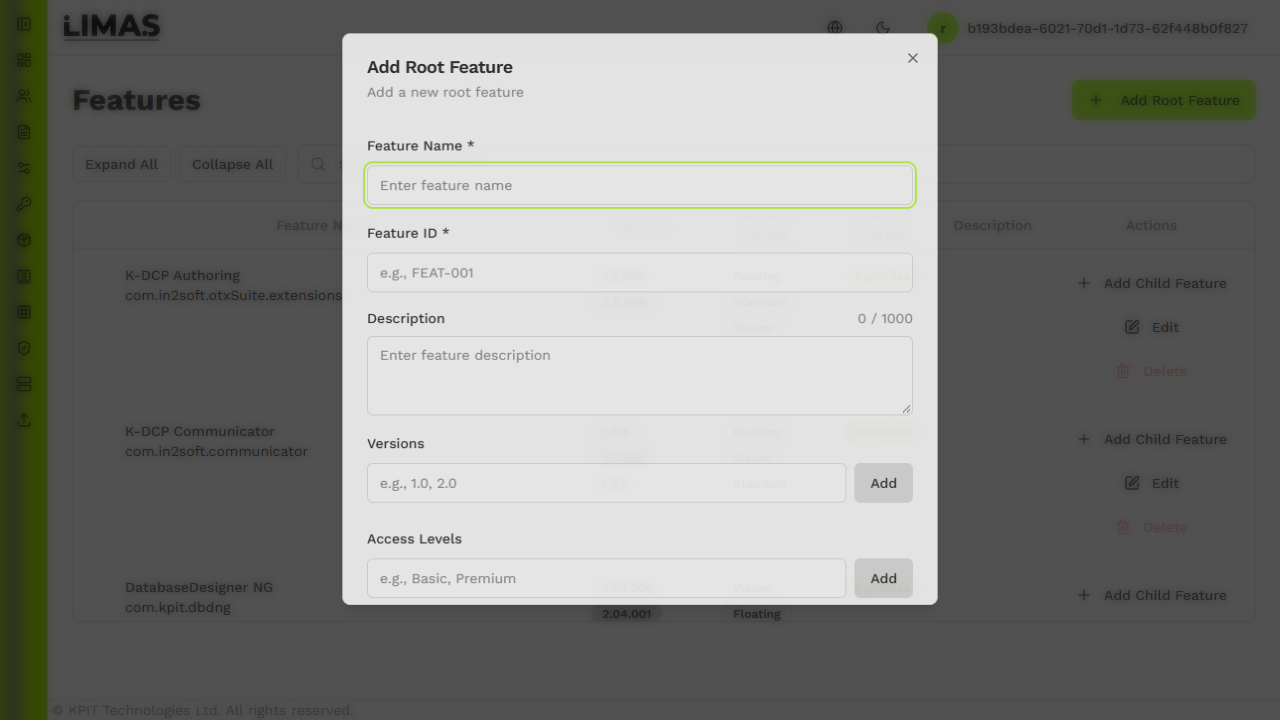 LIMAS
r
b193bdea-6021-70d1-1d73-62f448b0f827
Features
Add Root Feature
Expand All
Collapse All
Feature
Description
Actions
K-DCP Authoring
com.in2soft.otxSuite.extensions
Add Child Feature
Edit
Delete
K-DCP Communicator
com.in2soft.communicator
Add Child Feature
Edit
Delete
DatabaseDesigner NG
com.kpit.dbdng
2.04.001
Floating
Add Child Feature
Add Root Feature
Add a new root feature
Feature Name *
Enter feature name
Feature ID *
e.g., FEAT-001
Description
0 / 1000
Enter feature description
Versions
e.g., 1.0, 2.0
Add
Access Levels
e.g., Basic, Premium
Add
© KPIT Technologies Ltd. All rights reserved.